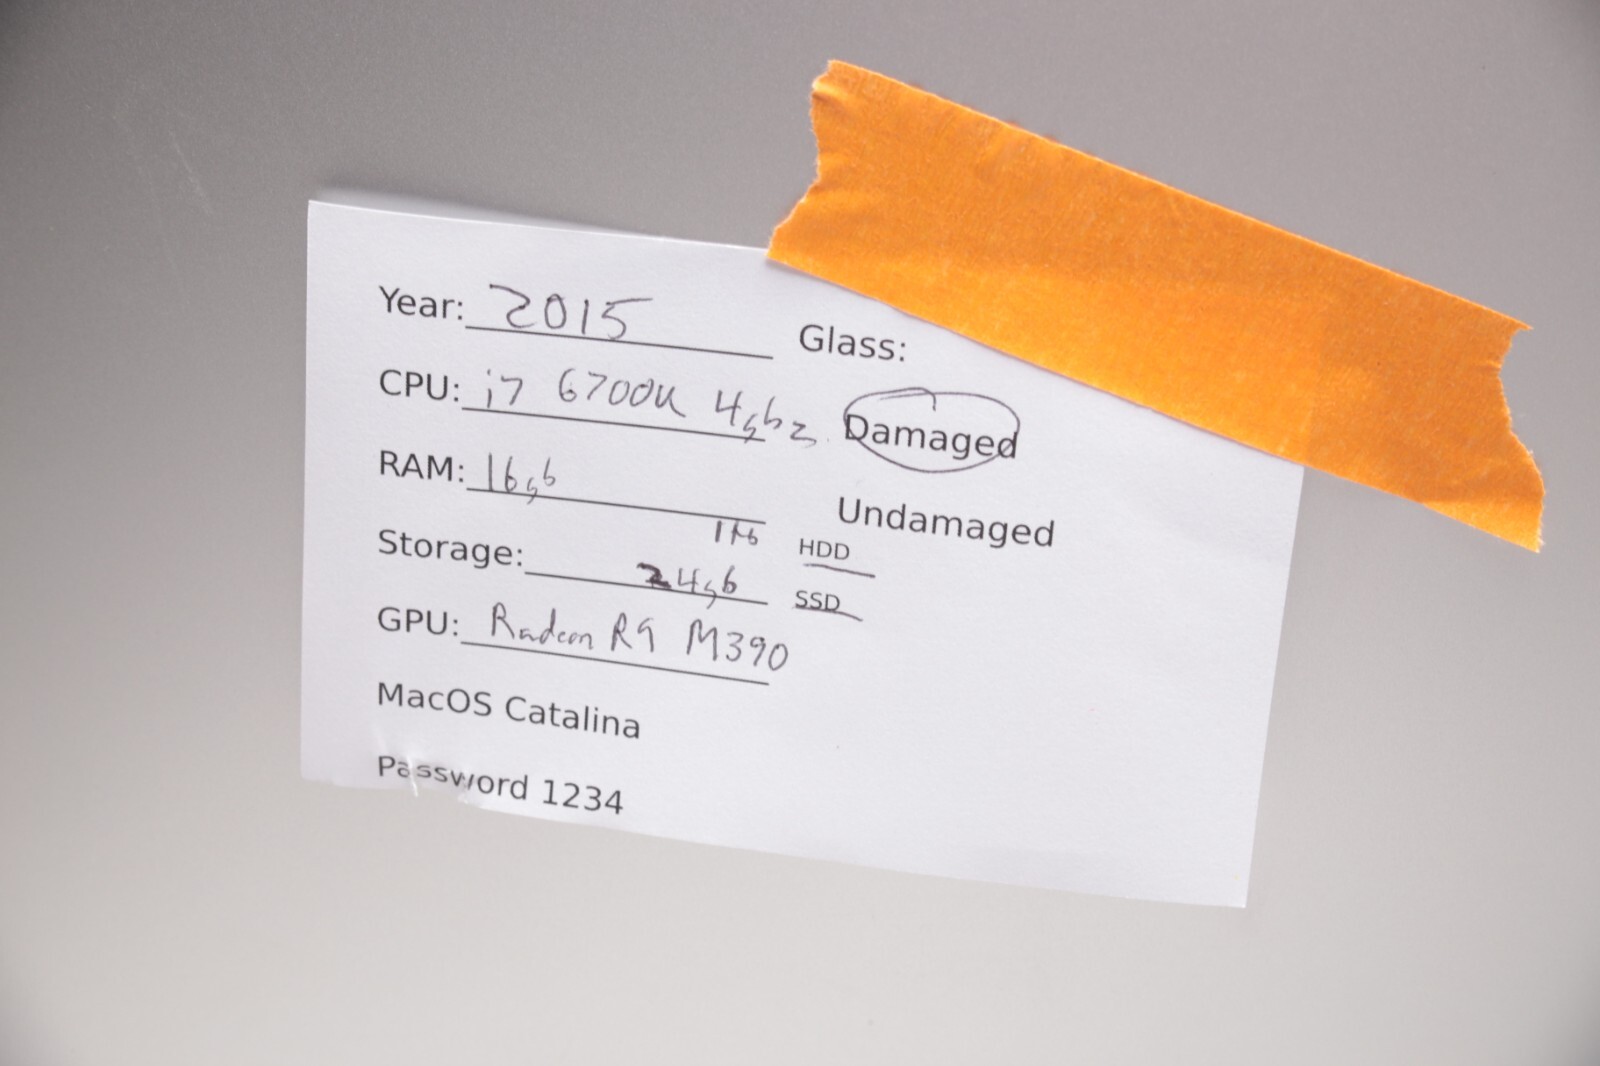 Year: 2015
Glass:
CPU: i7 6700K 4ghz
Damaged
RAM: 16gb
Undamaged
1tb HDD
Storage: 24gb SSD
GPU: Radeon R9 M390
MacOS Catalina
Password 1234